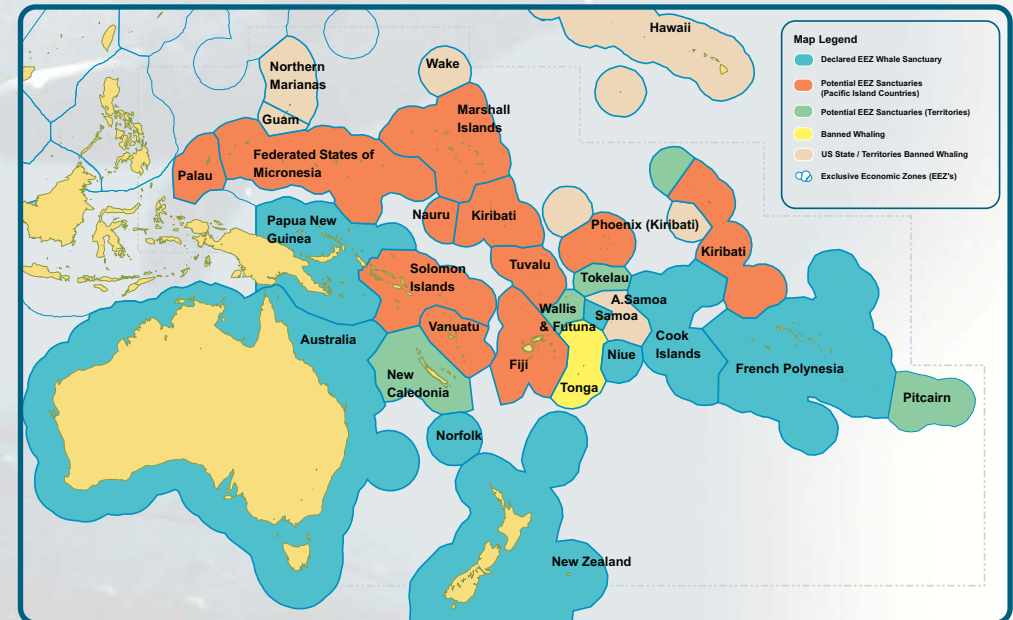 Hawaii
Map Legend
Declared EEZ Whale Sanctuary
Potential EEZ Sanctuaries
(Pacific Island Countries)
Potential EEZ Sanctuaries (Territories)
Banned Whaling
US State / Territories Banned Whaling
Exclusive Economic Zones (EEZ's)
Northern
Marianas
Guam
Wake
Marshall
Islands
Federated States of
Micronesia
Palau
Papua New
Guinea
Nauru
Kiribati
Phoenix (Kiribati)
Kiribati
Solomon
Islands
Tuvalu
Tokelau
A.Samoa
Samoa
Wallis
& Futuna
Vanuatu
Australia
Fiji
Niue
Cook
Islands
French Polynesia
New
Caledonia
Tonga
Pitcairn
Norfolk
New Zealand